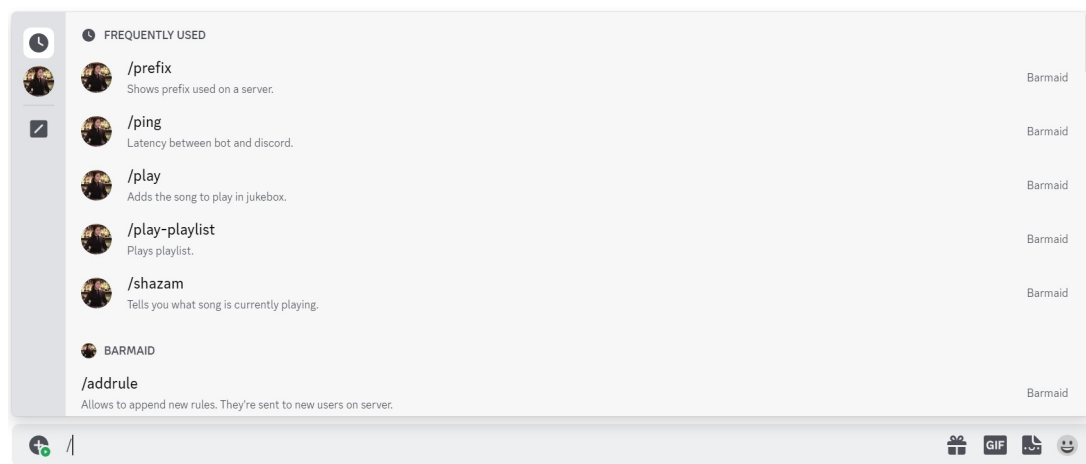 FREQUENTLY USED
/prefix
Shows prefix used on a server.
Barmaid
/ping
Latency between bot and discord.
Barmaid
/play
Adds the song to play in jukebox.
Barmaid
/play-playlist
Plays playlist.
Barmaid
/shazam
Tells you what song is currently playing.
Barmaid
BARMAID
/addrule
Allows to append new rules. They're sent to new users on server.
Barmaid
/
GIF